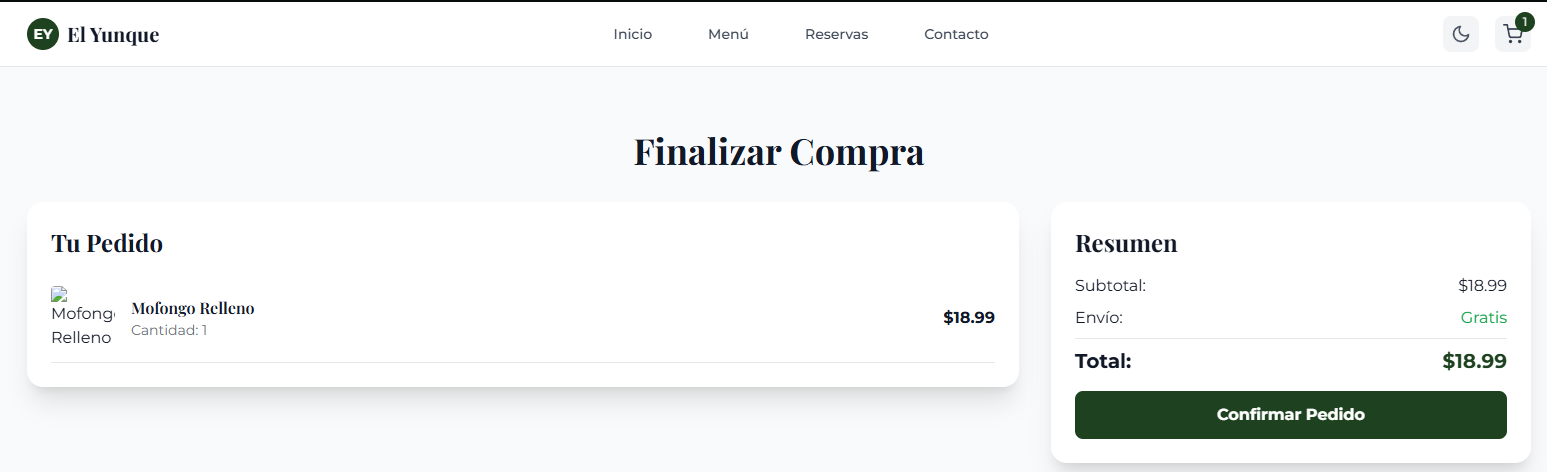 EY El Yunque Inicio Menú Reservas Contacto 1
Finalizar Compra
Tu Pedido
Mofongo
Relleno
Mofongo Relleno
Cantidad: 1
$18.99
Resumen
Subtotal: $18.99
Envío: Gratis
Total: $18.99
Confirmar Pedido